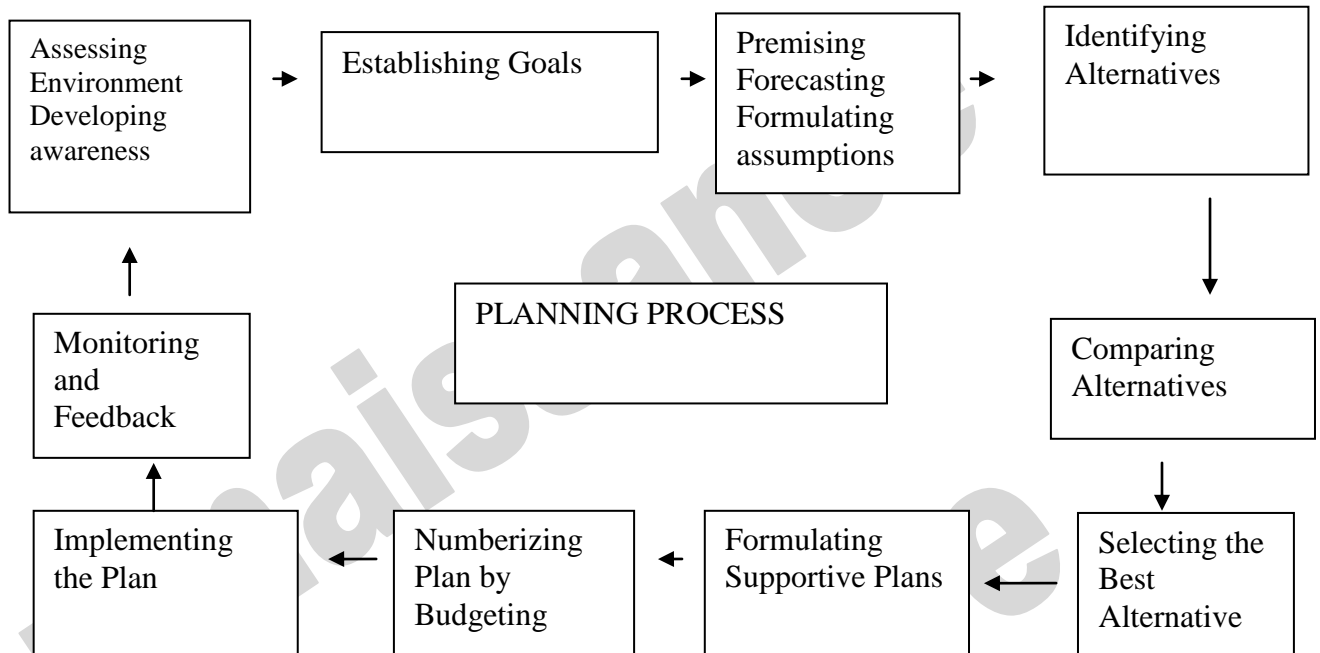 Assessing
Environment
Developing
awareness
Establishing Goals
Premising
Forecasting
Formulating
assumptions
Identifying
Alternatives
PLANNING PROCESS
Monitoring
and
Feedback
Comparing
Alternatives
Implementing
the Plan
Numberizing
Plan by
Budgeting
Formulating
Supportive Plans
Selecting the
Best
Alternative